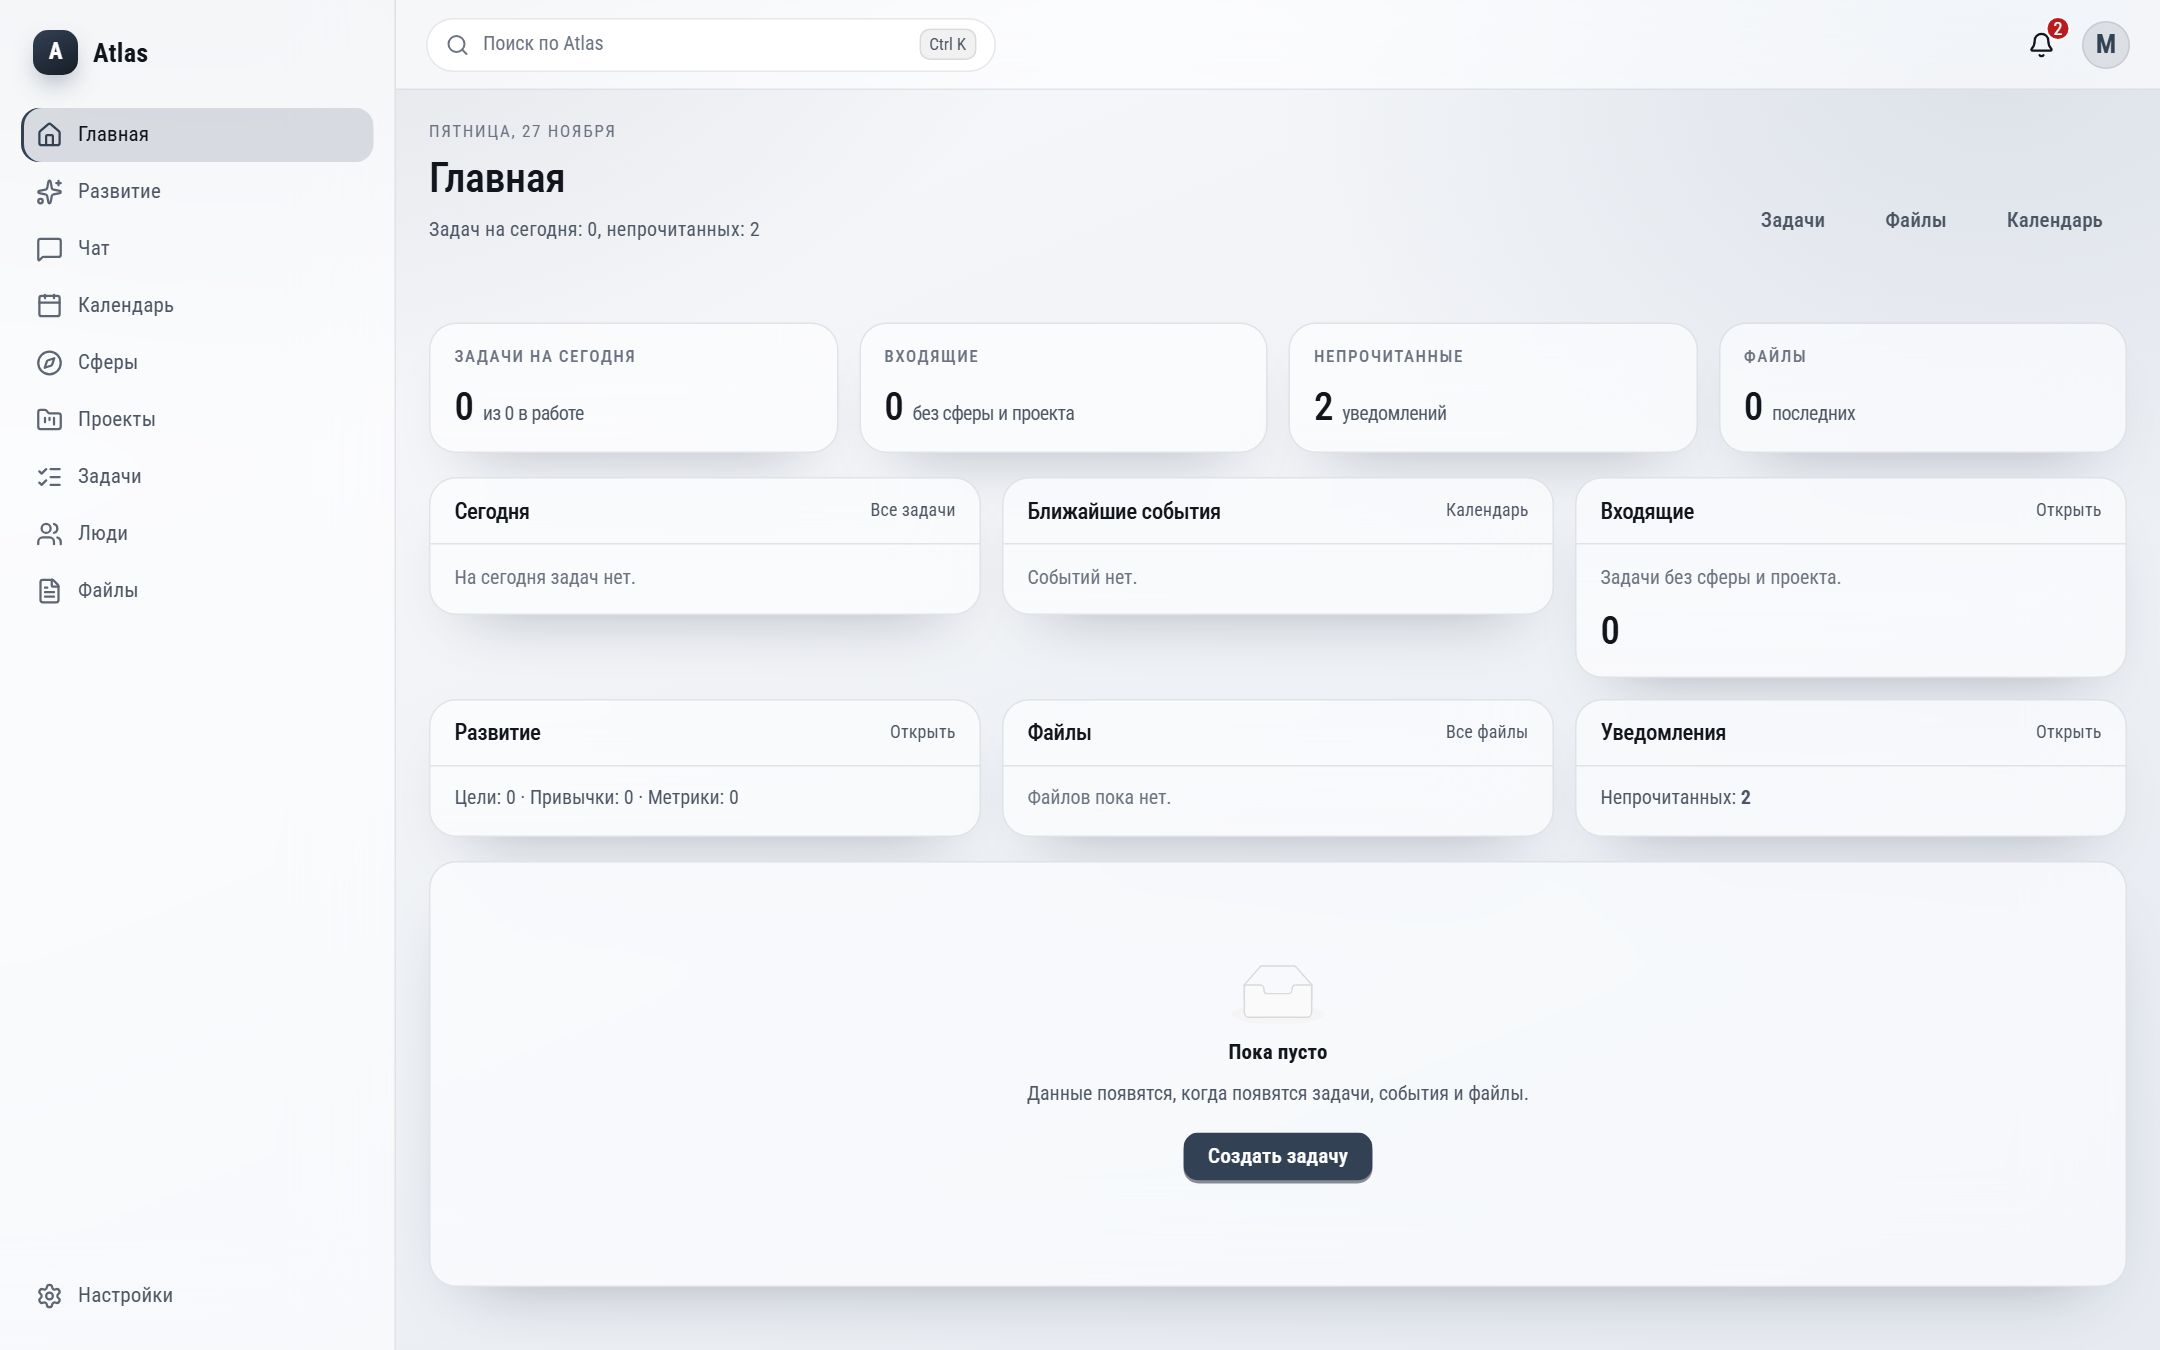 A Atlas
Главная
Развитие
Чат
Календарь
Сферы
Проекты
Задачи
Люди
Файлы
Настройки
Поиск по Atlas Ctrl K
2 M
ПЯТНИЦА, 27 НОЯБРЯ
Главная
Задач на сегодня: 0, непрочитанных: 2
Задачи Файлы Календарь
ЗАДАЧИ НА СЕГОДНЯ
0 из 0 в работе
ВХОДЯЩИЕ
0 без сферы и проекта
НЕПРОЧИТАННЫЕ
2 уведомлений
ФАЙЛЫ
0 последних
Сегодня Все задачи
На сегодня задач нет.
Ближайшие события Календарь
Событий нет.
Входящие Открыть
Задачи без сферы и проекта.
0
Развитие Открыть
Цели: 0 · Привычки: 0 · Метрики: 0
Файлы Все файлы
Файлов пока нет.
Уведомления Открыть
Непрочитанных: 2
Пока пусто
Данные появятся, когда появятся задачи, события и файлы.
Создать задачу